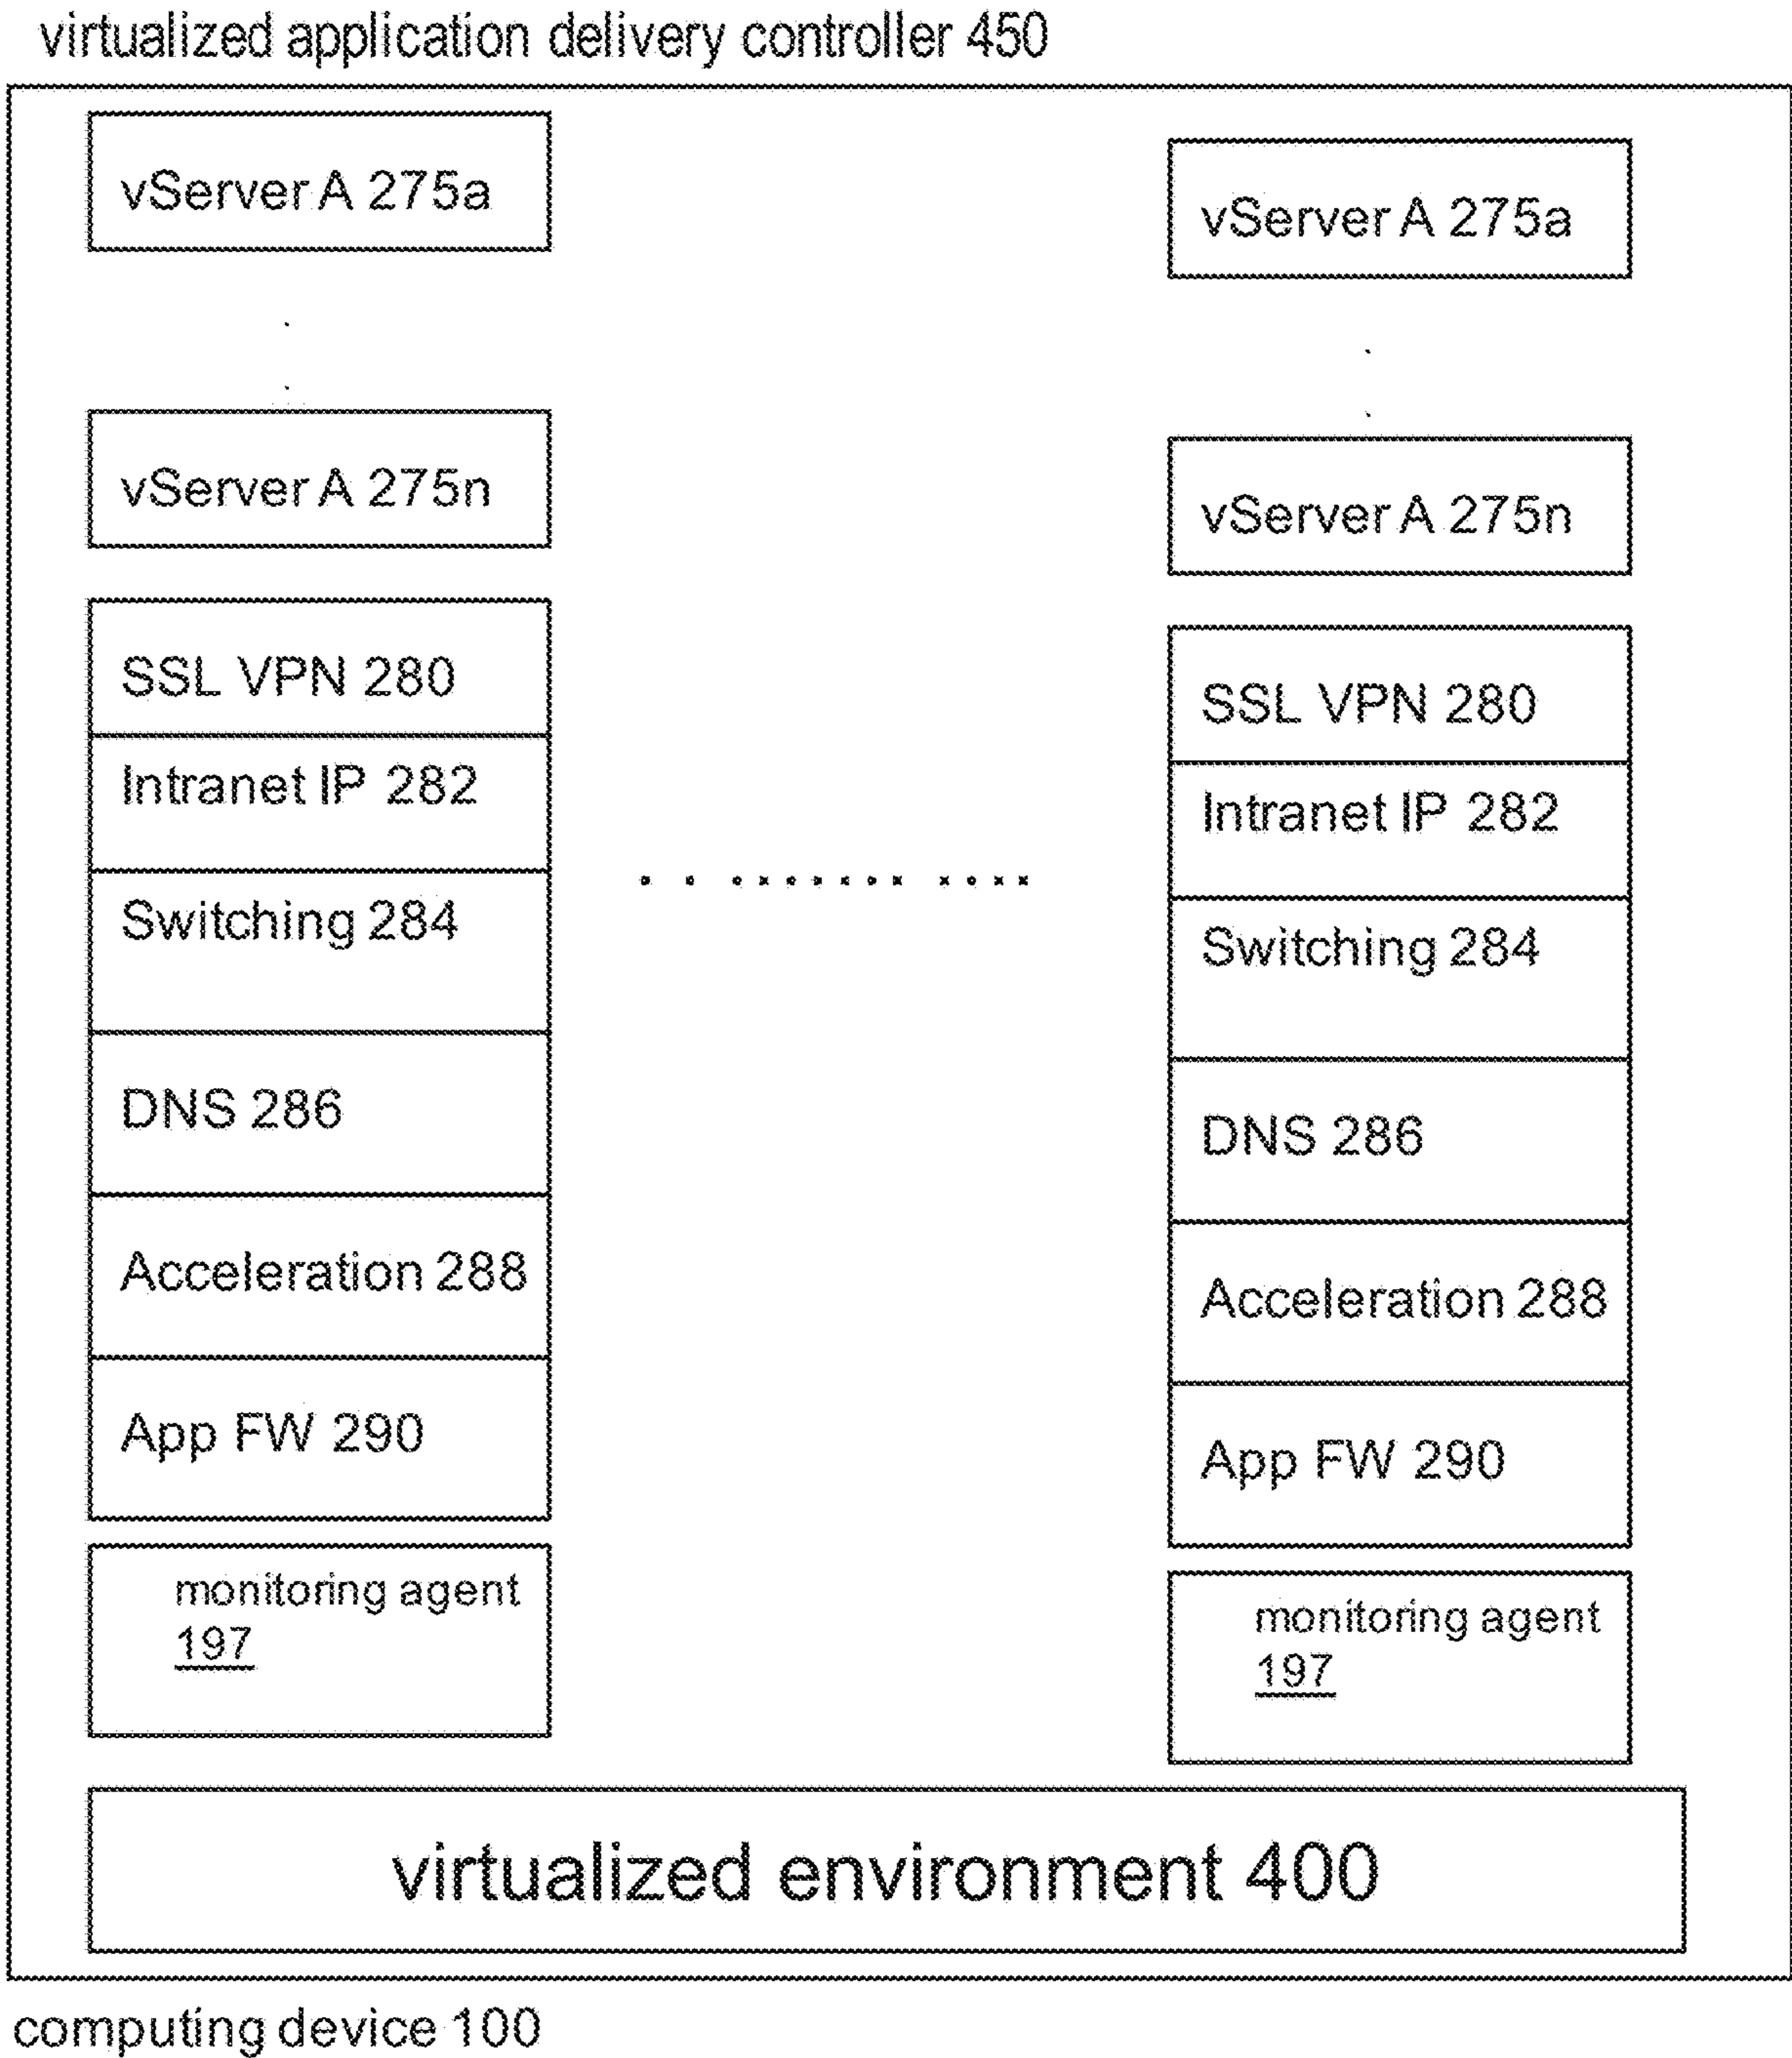 virtualized application delivery controller 450
vServer A 275a
vServer A 275n
SSL VPN 280
Intranet IP 282
Switching 284
DNS 286
Acceleration 288
App FW 290
monitoring agent
197
vServer A 275a
vServer A 275n
SSL VPN 280
Intranet IP 282
Switching 284
DNS 286
Acceleration 288
App FW 290
monitoring agent
197
virtualized environment 400
computing device 100